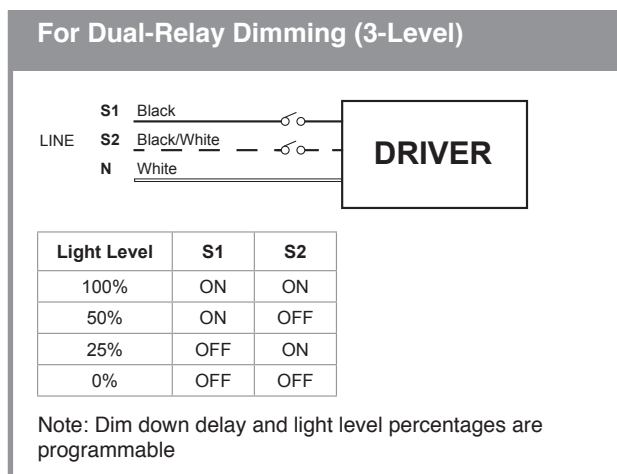 For Dual-Relay Dimming (3-Level)
S1 Black
LINE S2 Black/White
N White
DRIVER
Light Level S1 S2
100% ON ON
50% ON OFF
25% OFF ON
0% OFF OFF
Note: Dim down delay and light level percentages are
programmable